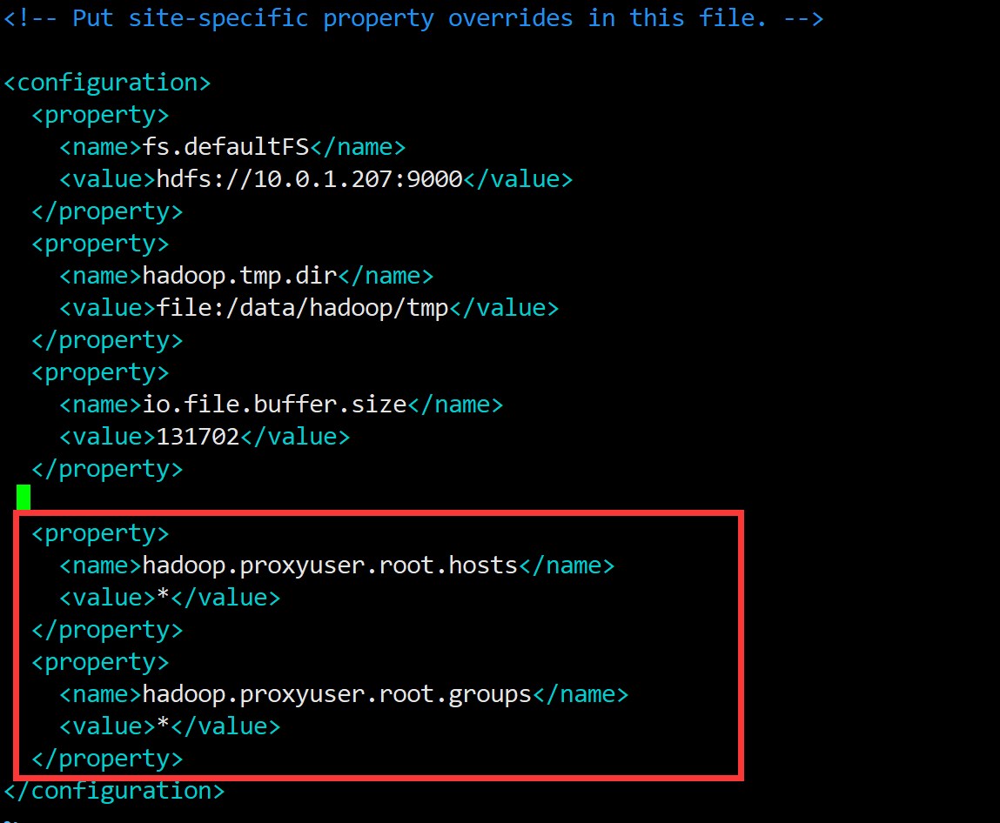 <!-- Put site-specific property overrides in this file. -->
<configuration>
<property>
<name>fs.defaultFS</name>
<value>hdfs://10.0.1.207:9000</value>
</property>
<property>
<name>hadoop.tmp.dir</name>
<value>file:/data/hadoop/tmp</value>
</property>
<property>
<name>io.file.buffer.size</name>
<value>131702</value>
</property>
<property>
<name>hadoop.proxyuser.root.hosts</name>
<value>*</value>
</property>
<property>
<name>hadoop.proxyuser.root.groups</name>
<value>*</value>
</property>
</configuration>